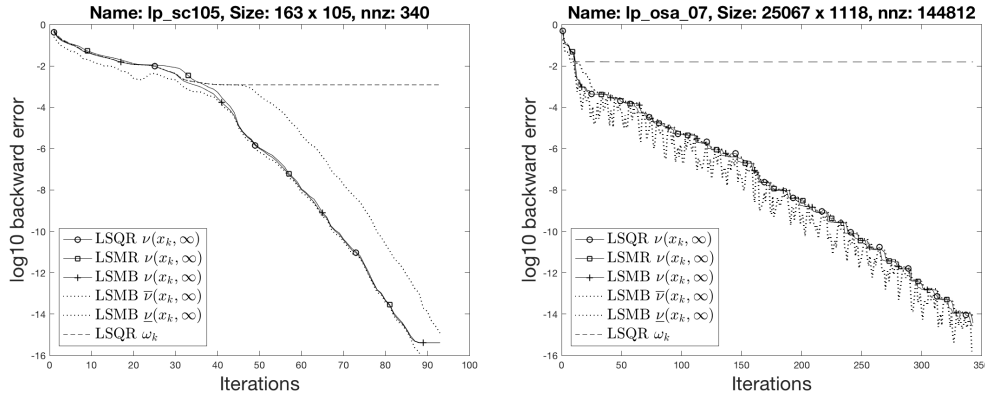 Name: lp_sc105, Size: 163 x 105, nnz: 340
log10 backward error
0
-2
-4
-6
-8
-10
-12
-14
-16
LSQR ν(x_k, ∞)
LSMR ν(x_k, ∞)
LSMB ν(x_k, ∞)
LSMB ν̅(x_k, ∞)
LSMB ν̲(x_k, ∞)
LSQR ω_k
0 10 20 30 40 50 60 70 80 90 100
Iterations
Name: lp_osa_07, Size: 25067 x 1118, nnz: 144812
log10 backward error
0
-2
-4
-6
-8
-10
-12
-14
-16
LSQR ν(x_k, ∞)
LSMR ν(x_k, ∞)
LSMB ν(x_k, ∞)
LSMB ν̅(x_k, ∞)
LSMB ν̲(x_k, ∞)
LSQR ω_k
0 50 100 150 200 250 300
Iterations